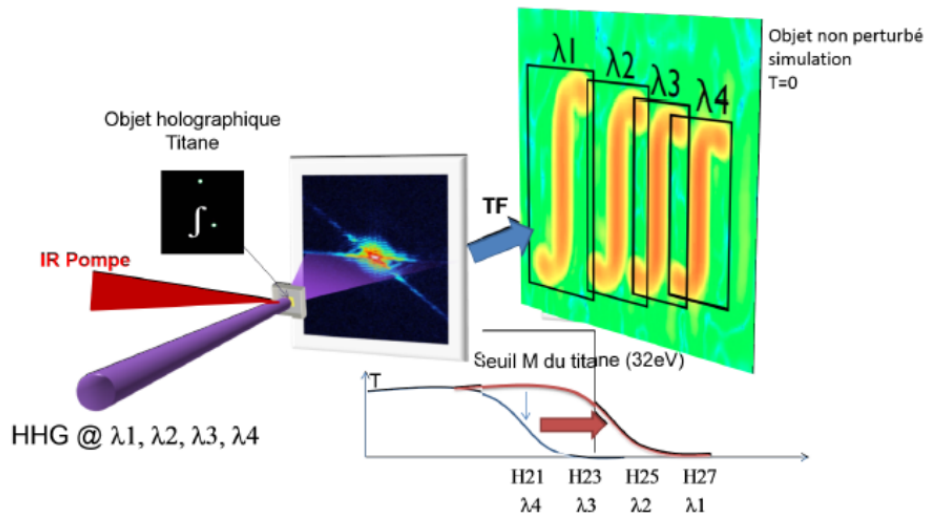 Objet non perturbé
simulation
T=0
λ1
λ2
λ3
λ4
Objet holographique
Titane
∫
TF
IR Pompe
Seuil M du titane (32eV)
T
HHG @ λ1, λ2, λ3, λ4
H21 H23 H25 H27
λ4 λ3 λ2 λ1